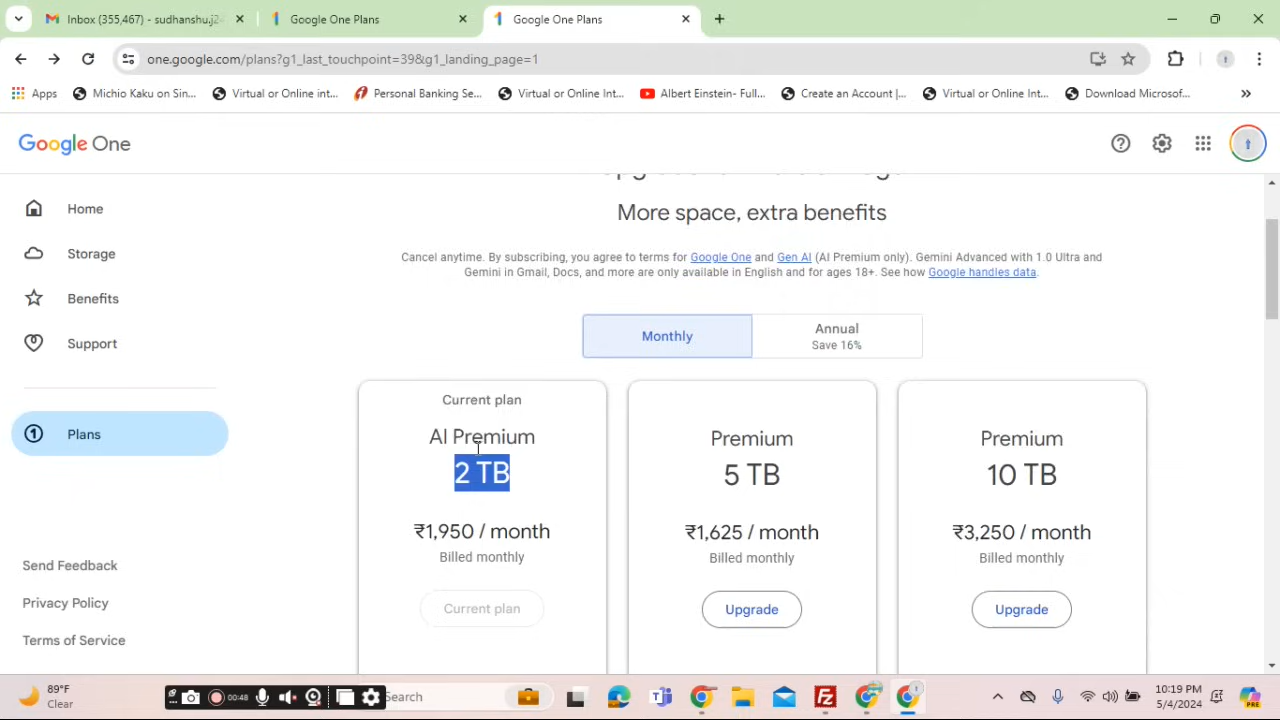 Inbox (355,467) - sudhanshuj2
Google One Plans
Google One Plans
one.google.com/plans?g1_last_touchpoint=39&g1_landing_page=1
Apps
Michio Kaku on Sin...
Virtual or Online int...
Personal Banking Se...
Virtual or Online Int...
Albert Einstein- Full...
Create an Account |...
Virtual or Online Int...
Download Microsof...
Google One
Home
Storage
Benefits
Support
Plans
Send Feedback
Privacy Policy
Terms of Service
More space, extra benefits
Cancel anytime. By subscribing, you agree to terms for Google One and Gen AI (AI Premium only). Gemini Advanced with 1.0 Ultra and
Gemini in Gmail, Docs, and more are only available in English and for ages 18+. See how Google handles data.
Monthly
Annual
Save 16%
Current plan
AI Premium
2 TB
₹1,950 / month
Billed monthly
Current plan
Premium
5 TB
₹1,625 / month
Billed monthly
Upgrade
Premium
10 TB
₹3,250 / month
Billed monthly
Upgrade
89°F
Clear
00:48
Search
10:19 PM
5/4/2024
PRE